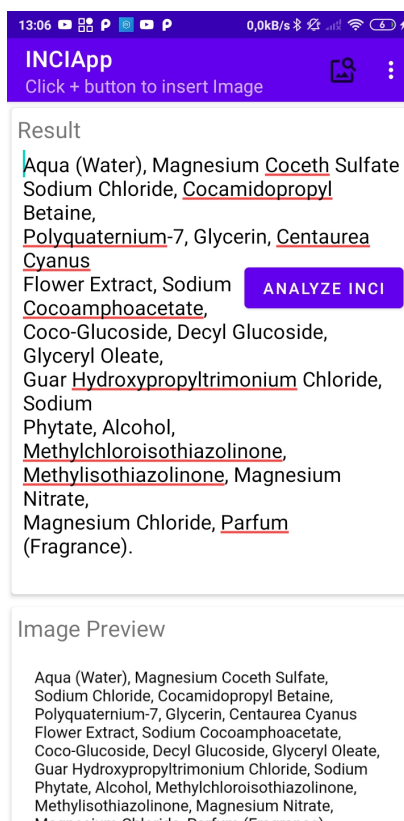 13:06 0,0kB/s 6
INCIApp
Click + button to insert Image
Result
Aqua (Water), Magnesium Coceth Sulfate
Sodium Chloride, Cocamidopropyl
Betaine,
Polyquaternium-7, Glycerin, Centaurea
Cyanus
Flower Extract, Sodium
Cocoamphoacetate,
ANALYZE INCI
Coco-Glucoside, Decyl Glucoside,
Glyceryl Oleate,
Guar Hydroxypropyltrimonium Chloride,
Sodium
Phytate, Alcohol,
Methylchloroisothiazolinone,
Methylisothiazolinone, Magnesium
Nitrate,
Magnesium Chloride, Parfum
(Fragrance).
Image Preview
Aqua (Water), Magnesium Coceth Sulfate,
Sodium Chloride, Cocamidopropyl Betaine,
Polyquaternium-7, Glycerin, Centaurea Cyanus
Flower Extract, Sodium Cocoamphoacetate,
Coco-Glucoside, Decyl Glucoside, Glyceryl Oleate,
Guar Hydroxypropyltrimonium Chloride, Sodium
Phytate, Alcohol, Methylchloroisothiazolinone,
Methylisothiazolinone, Magnesium Nitrate,
Magnesium Chloride, Parfum (Fragrance)